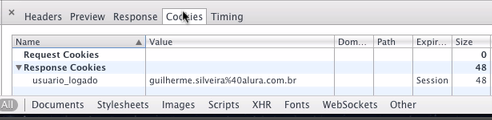 × Headers Preview Response Cookies Timing
Name ▲ Value Dom... Path Expir... Size
Request Cookies 0
▼ Response Cookies 48
usuario_logado guilherme.silveira%40alura.com.br Session 48
All Documents Stylesheets Images Scripts XHR Fonts WebSockets Other